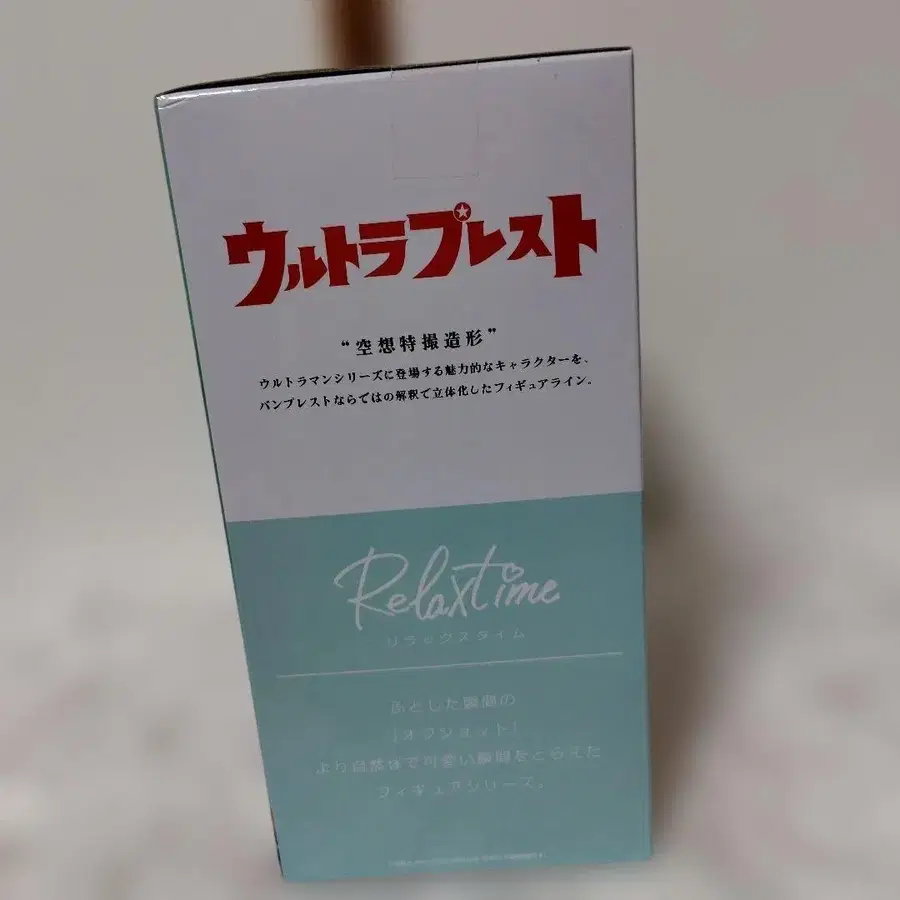 ウルトラプレスト
“空想特撮造形”
ウルトラマンシリーズに登場する魅力的なキャラクターを、
バンプレストならではの解釈で立体化したフィギュアライン。
Relaxtime
リラックスタイム
ふとした瞬間の
「オフショット」
より自然体で可愛い瞬間をとらえた
フィギュアシリーズ。